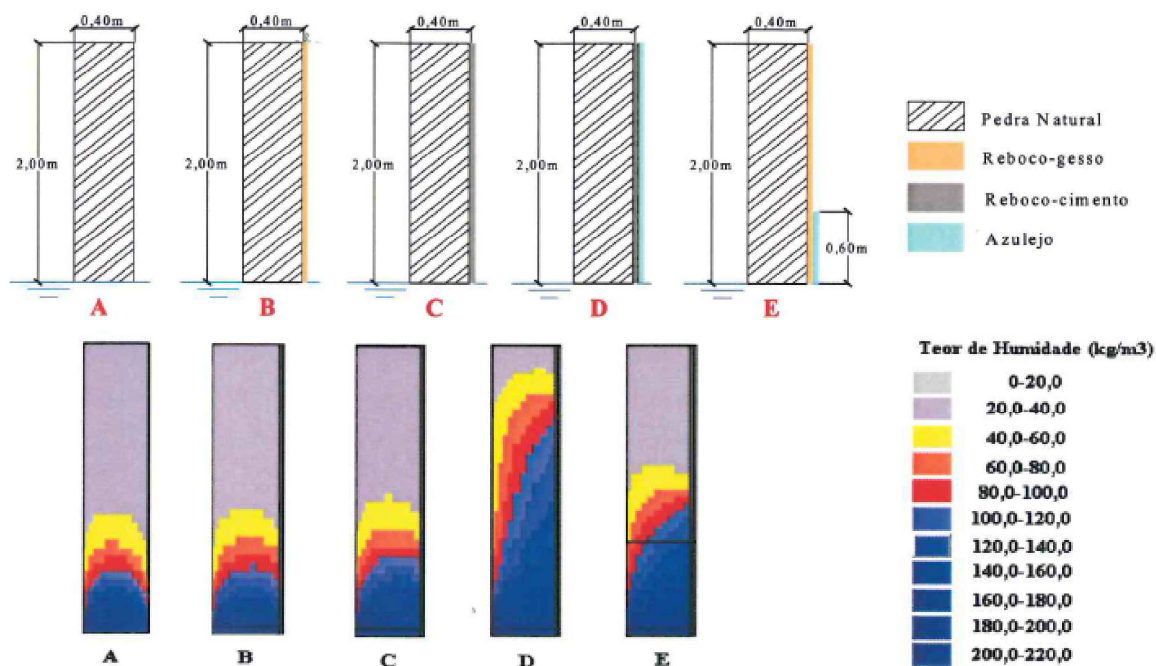 0,40m
0,40m
0,40m
0,40m
0,40m
2,00m
2,00m
2,00m
2,00m
2,00m
0,60m
A
B
C
D
E
Pedra Natural
Reboco-gesso
Reboco-cimento
Azulejo
A
B
C
D
E
Teor de Humidade (kg/m3)
0-20,0
20,0-40,0
40,0-60,0
60,0-80,0
80,0-100,0
100,0-120,0
120,0-140,0
140,0-160,0
160,0-180,0
180,0-200,0
200,0-220,0